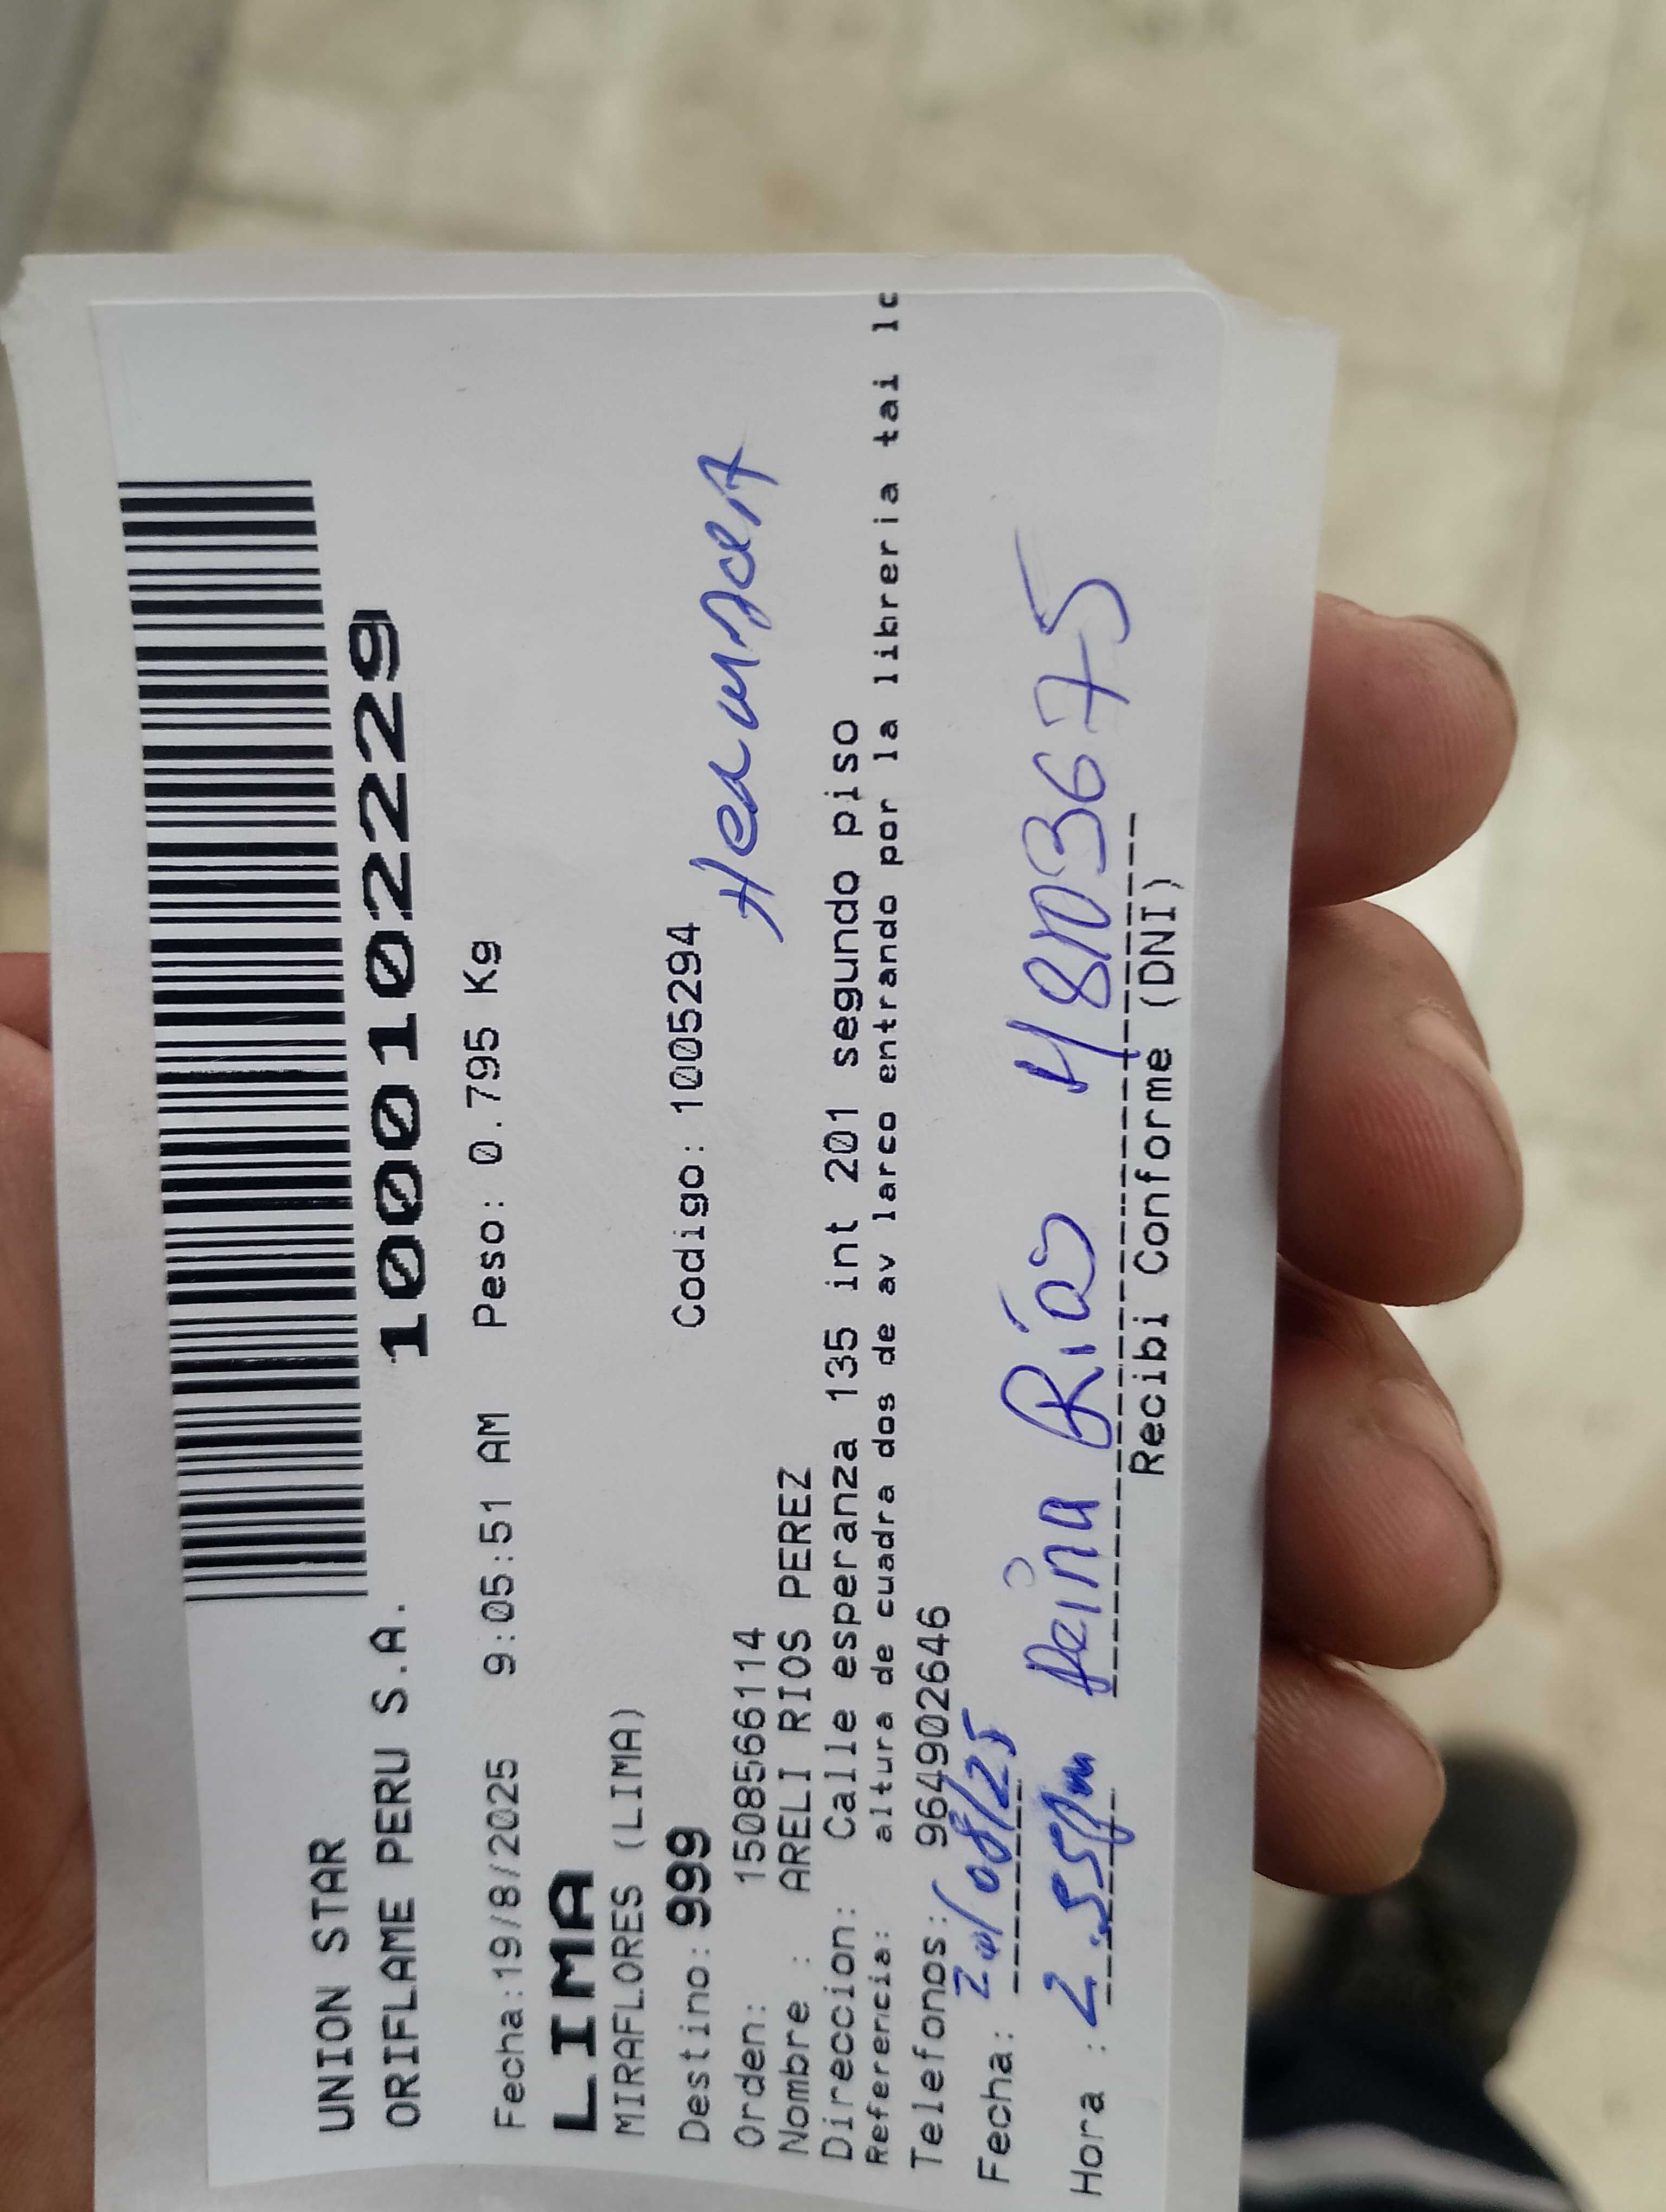 UNION STAR
ORIFLAME PERU S.A.
10001022229
Fecha:19/8/2025 9:05:51 AM Peso: 0.795 Kg
LIMA
MIRAFLORES (LIMA)
Destino: 999
Codigo: 1005294
Orden: 1508566114
Hermana
Nombre : ARELI RIOS PEREZ
Direccion: Calle esperanza 135 int 201 segundo piso
Referencia: altura de cuadra dos de av larco entrando por la libreria tai lc
Telefonos: 964902646
Fecha: /08/25
Hora : 2:55pm
Reina Ríos 48103675
Recibi Conforme (DNI)